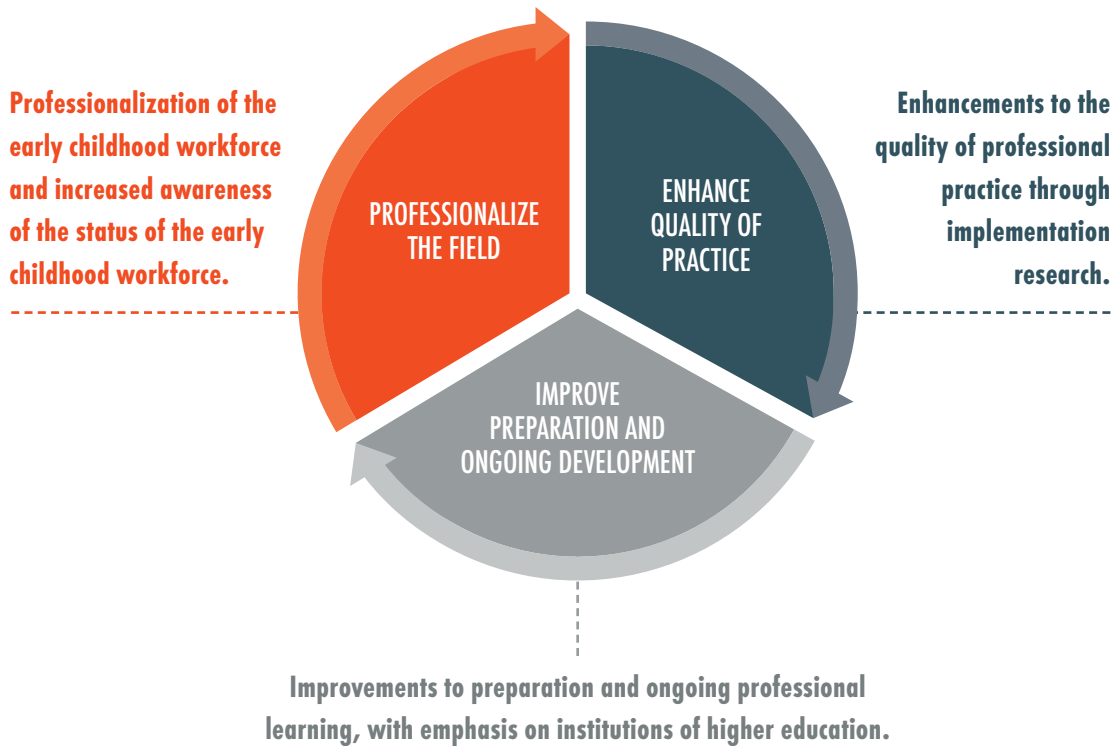 Professionalization of the
early childhood workforce
and increased awareness
of the status of the early
childhood workforce.
PROFESSIONALIZE
THE FIELD
ENHANCE
QUALITY OF
PRACTICE
Enhancements to the
quality of professional
practice through
implementation
research.
IMPROVE
PREPARATION AND
ONGOING DEVELOPMENT
Improvements to preparation and ongoing professional
learning, with emphasis on institutions of higher education.